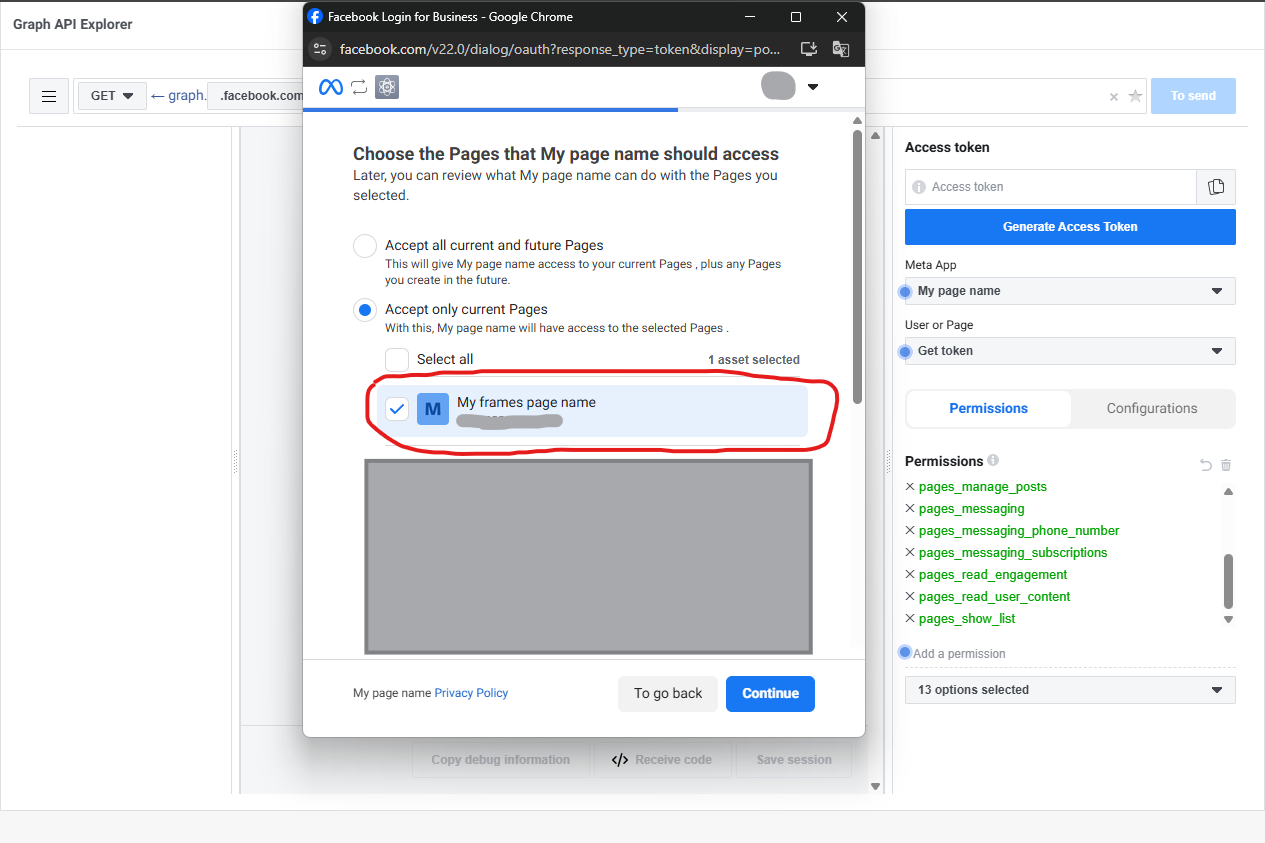 Graph API Explorer
Facebook Login for Business - Google Chrome
facebook.com/v22.0/dialog/oauth?response_type=token&display=po...
GET
← graph.
.facebook.com
To send
Choose the Pages that My page name should access
Later, you can review what My page name can do with the Pages you
selected.
Accept all current and future Pages
This will give My page name access to your current Pages , plus any Pages
you create in the future.
Accept only current Pages
With this, My page name will have access to the selected Pages .
Select all
1 asset selected
M
My frames page name
My page name Privacy Policy
To go back
Continue
Copy debug information
</> Receive code
Save session
Access token
Access token
Generate Access Token
Meta App
My page name
User or Page
Get token
Permissions
Configurations
Permissions
pages_manage_posts
pages_messaging
pages_messaging_phone_number
pages_messaging_subscriptions
pages_read_engagement
pages_read_user_content
pages_show_list
Add a permission
13 options selected